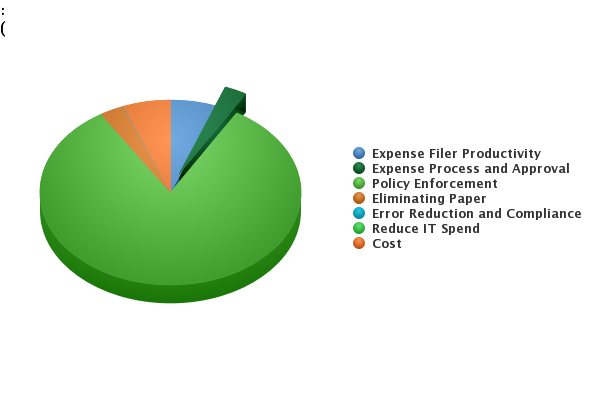 :
(
Expense Filer Productivity
Expense Process and Approval
Policy Enforcement
Eliminating Paper
Error Reduction and Compliance
Reduce IT Spend
Cost